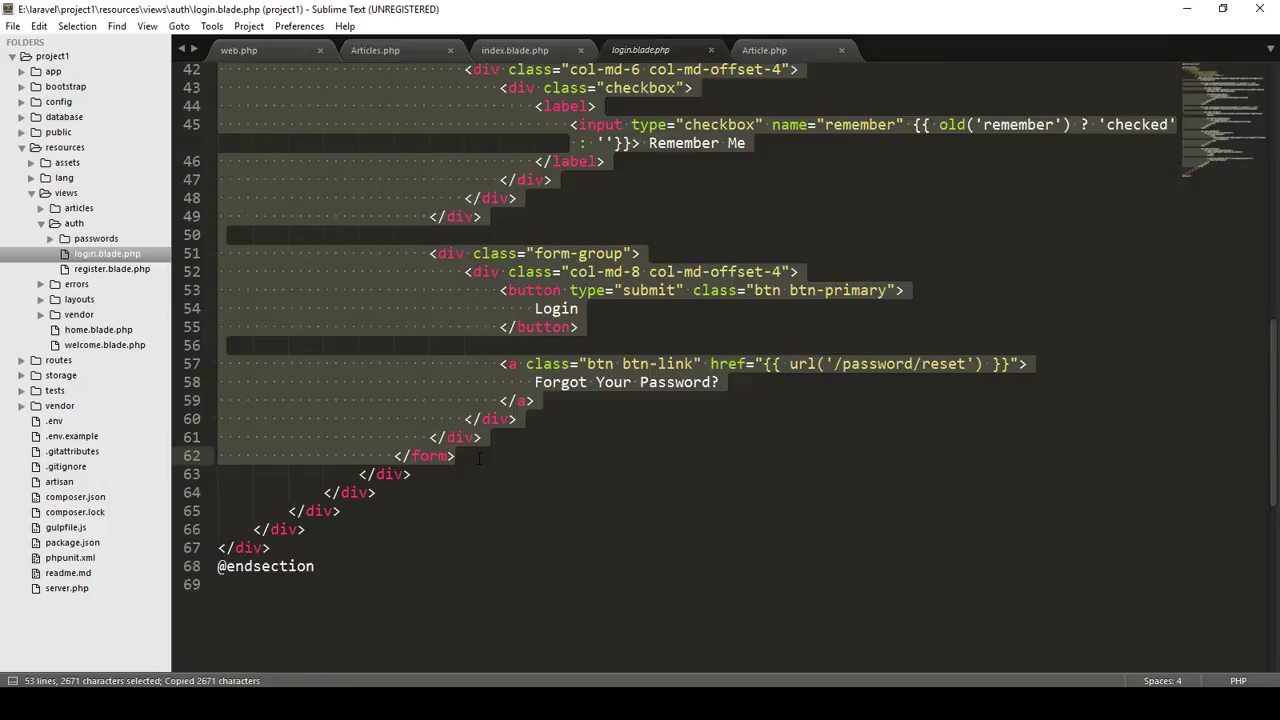 E:\laravel\project1\resources\views\auth\login.blade.php (project1) - Sublime Text (UNREGISTERED)
File Edit Selection Find View Goto Tools Project Preferences Help
FOLDERS
project1
app
bootstrap
config
database
public
resources
assets
lang
views
articles
auth
passwords
login.blade.php
register.blade.php
errors
layouts
vendor
home.blade.php
welcome.blade.php
routes
storage
tests
vendor
.env
.env.example
.gitattributes
.gitignore
artisan
composer.json
composer.lock
gulpfile.js
package.json
phpunit.xml
readme.md
server.php
web.php Articles.php index.blade.php login.blade.php Article.php
42 <div class="col-md-6 col-md-offset-4">
43 <div class="checkbox">
44 <label>
45 <input type="checkbox" name="remember" {{ old('remember') ? 'checked'
: ''}}> Remember Me
46 </label>
47 </div>
48 </div>
49 </div>
50
51 <div class="form-group">
52 <div class="col-md-8 col-md-offset-4">
53 <button type="submit" class="btn btn-primary">
54 Login
55 </button>
56
57 <a class="btn btn-link" href="{{ url('/password/reset') }}">
58 Forgot Your Password?
59 </a>
60 </div>
61 </div>
62 </form>
63 </div>
64 </div>
65 </div>
66 </div>
67 </div>
68 @endsection
69
53 lines, 2671 characters selected; Copied 2671 characters Spaces: 4 PHP